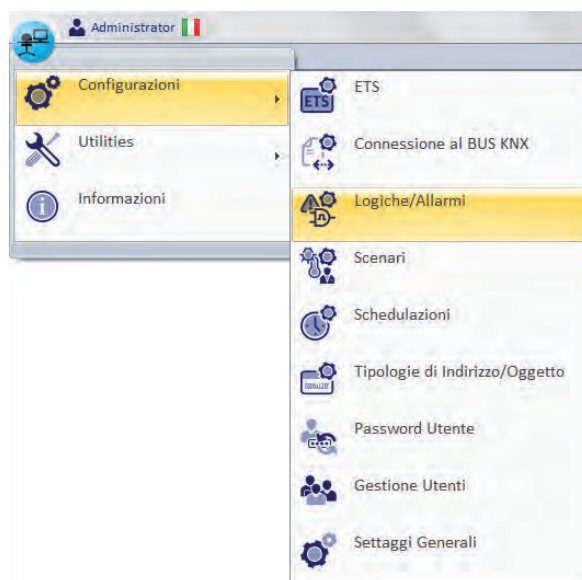 Administrator
Configurazioni
Utilities
Informazioni
ETS
ETS
Connessione al BUS KNX
Logiche/Allarmi
Scenari
Schedulazioni
Tipologie di Indirizzo/Oggetto
Password Utente
Gestione Utenti
Settaggi Generali